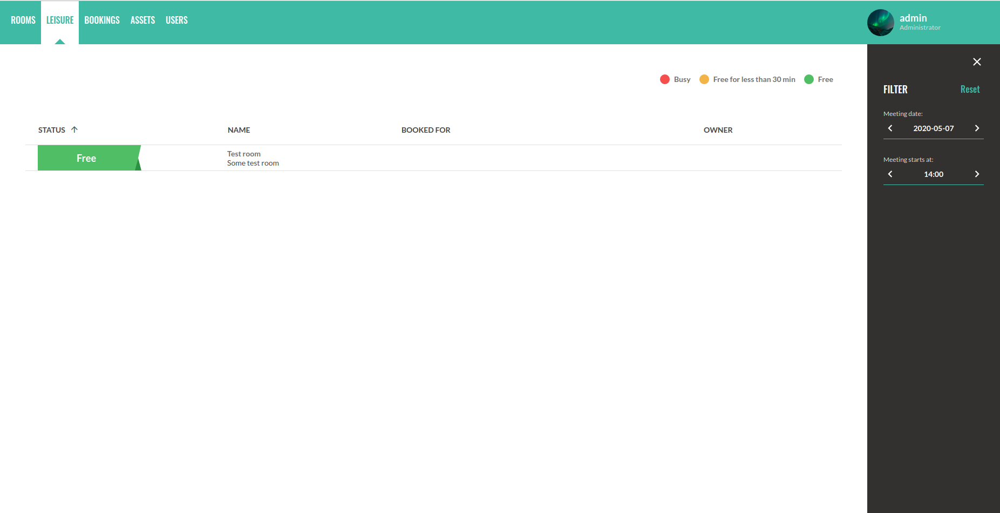 ROOMS LEISURE BOOKINGS ASSETS USERS
admin
Administrator
Busy Free for less than 30 min Free
STATUS NAME BOOKED FOR OWNER
Free
Test room
Some test room
FILTER Reset
Meeting date:
2020-05-07
Meeting starts at:
14:00